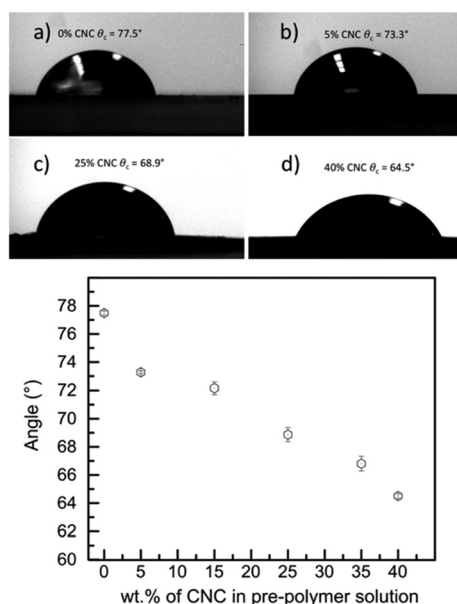 a) 0% CNC θc = 77.5°
b) 5% CNC θc = 73.3°
c) 25% CNC θc = 68.9°
d) 40% CNC θc = 64.5°
Angle (°)
78
76
74
72
70
68
66
64
62
60
0 5 10 15 20 25 30 35 40
wt.% of CNC in pre-polymer solution